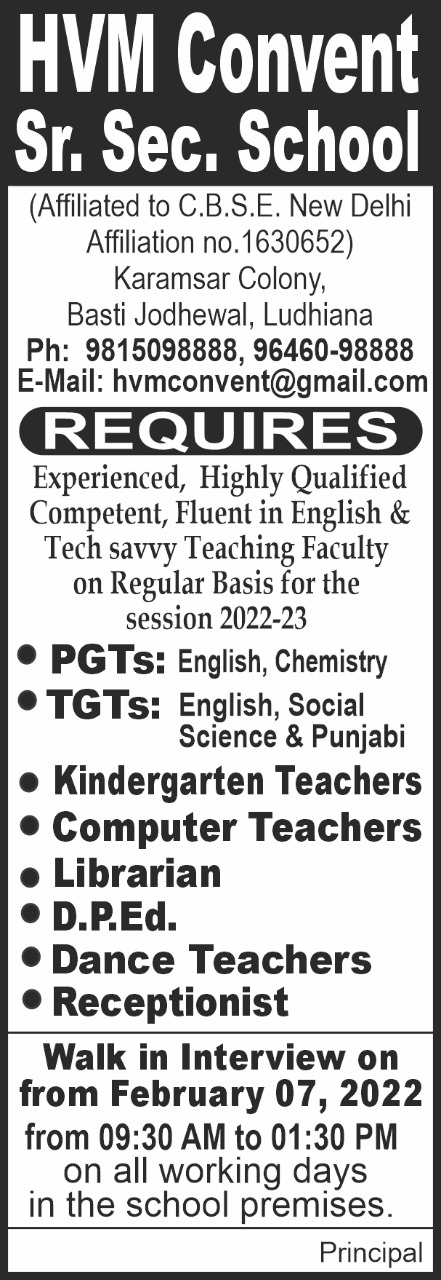 HVM Convent
Sr. Sec. School
(Affiliated to C.B.S.E. New Delhi
Affiliation no.1630652)
Karamsar Colony,
Basti Jodhewal, Ludhiana
Ph: 9815098888, 96460-98888
E-Mail: hvmconvent@gmail.com
REQUIRES
Experienced, Highly Qualified
Competent, Fluent in English &
Tech savvy Teaching Faculty
on Regular Basis for the
session 2022-23
• PGTs: English, Chemistry
• TGTs: English, Social
Science & Punjabi
• Kindergarten Teachers
• Computer Teachers
• Librarian
• D.P.Ed.
• Dance Teachers
• Receptionist
Walk in Interview on
from February 07, 2022
from 09:30 AM to 01:30 PM
on all working days
in the school premises.
Principal